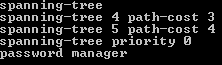 spanning-tree
spanning-tree 4 path-cost 3
spanning-tree 5 path-cost 4
spanning-tree priority 0
password manager